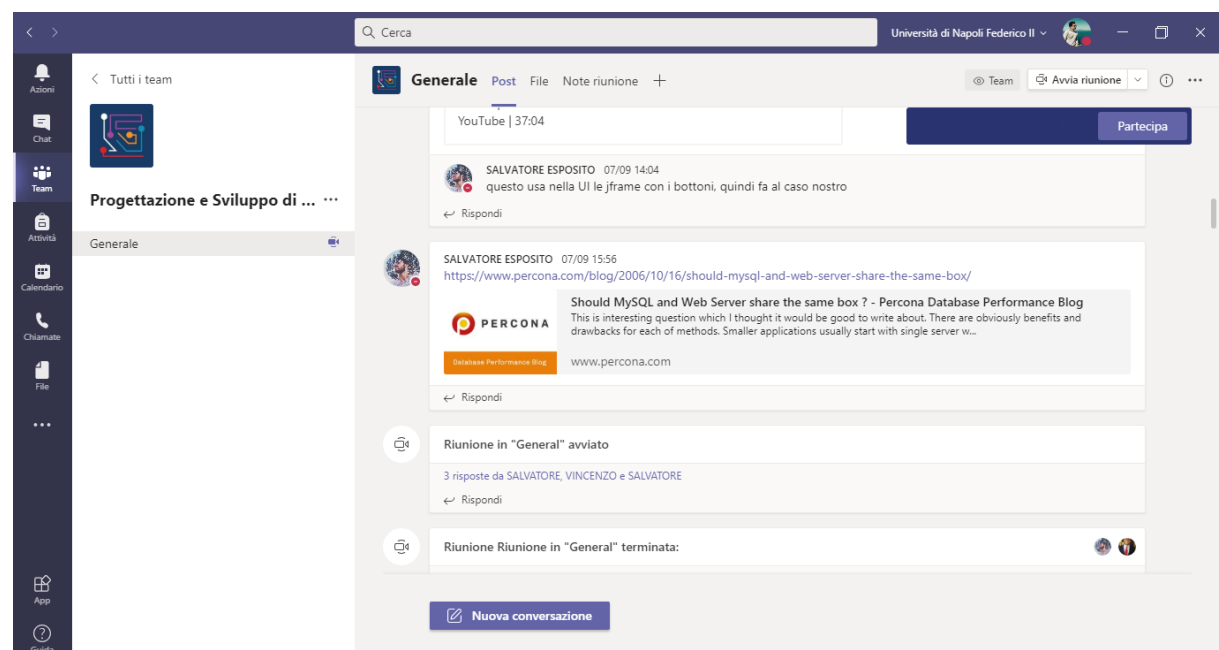 Cerca
Università di Napoli Federico II
Azioni
Chat
Team
Attività
Calendario
Chiamate
File
App
Guida
Tutti i team
Progettazione e Sviluppo di ...
Generale
Generale Post File Note riunione
Team
Avvia riunione
Partecipa
YouTube | 37:04
SALVATORE ESPOSITO 07/09 14:04
questo usa nella UI le jframe con i bottoni, quindi fa al caso nostro
Rispondi
SALVATORE ESPOSITO 07/09 15:56
https://www.percona.com/blog/2006/10/16/should-mysql-and-web-server-share-the-same-box/
PERCONA
Database Performance Blog
Should MySQL and Web Server share the same box ? - Percona Database Performance Blog
This is interesting question which I thought it would be good to write about. There are obviously benefits and
drawbacks for each of methods. Smaller applications usually start with single server w...
www.percona.com
Rispondi
Riunione in "General" avviato
3 risposte da SALVATORE, VINCENZO e SALVATORE
Rispondi
Riunione Riunione in "General" terminata:
Nuova conversazione